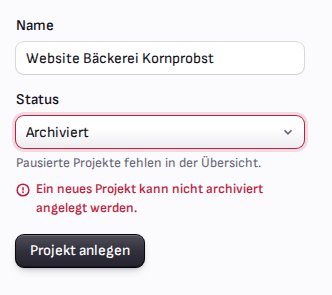 Name
Website Bäckerei Kornprobst
Status
Archiviert
Pausierte Projekte fehlen in der Übersicht.
Ein neues Projekt kann nicht archiviert
angelegt werden.
Projekt anlegen